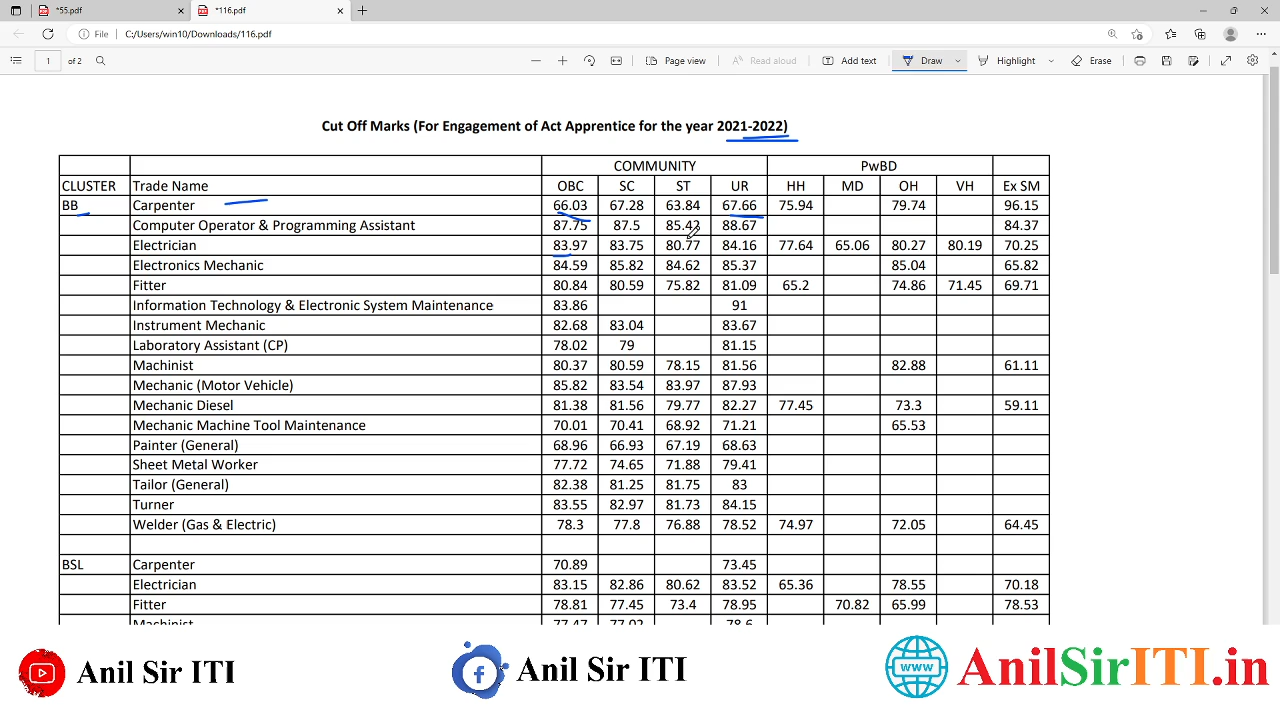 *55.pdf *116.pdf
File C:/Users/win10/Downloads/116.pdf
1 of 2 Page view Read aloud Add text Draw Highlight Erase
Cut Off Marks (For Engagement of Act Apprentice for the year 2021-2022)
COMMUNITY PwBD
CLUSTER Trade Name OBC SC ST UR HH MD OH VH Ex SM
BB Carpenter 66.03 67.28 63.84 67.66 75.94 79.74 96.15
Computer Operator & Programming Assistant 87.75 87.5 85.42 88.67 84.37
Electrician 83.97 83.75 80.77 84.16 77.64 65.06 80.27 80.19 70.25
Electronics Mechanic 84.59 85.82 84.62 85.37 85.04 65.82
Fitter 80.84 80.59 75.82 81.09 65.2 74.86 71.45 69.71
Information Technology & Electronic System Maintenance 83.86 91
Instrument Mechanic 82.68 83.04 83.67
Laboratory Assistant (CP) 78.02 79 81.15
Machinist 80.37 80.59 78.15 81.56 82.88 61.11
Mechanic (Motor Vehicle) 85.82 83.54 83.97 87.93
Mechanic Diesel 81.38 81.56 79.77 82.27 77.45 73.3 59.11
Mechanic Machine Tool Maintenance 70.01 70.41 68.92 71.21 65.53
Painter (General) 68.96 66.93 67.19 68.63
Sheet Metal Worker 77.72 74.65 71.88 79.41
Tailor (General) 82.38 81.25 81.75 83
Turner 83.55 82.97 81.73 84.15
Welder (Gas & Electric) 78.3 77.8 76.88 78.52 74.97 72.05 64.45
BSL Carpenter 70.89 73.45
Electrician 83.15 82.86 80.62 83.52 65.36 78.55 70.18
Fitter 78.81 77.45 73.4 78.95 70.82 65.99 78.53
Machinist 77.47 77.02 78.6
Anil Sir ITI Anil Sir ITI www AnilSirITI.in